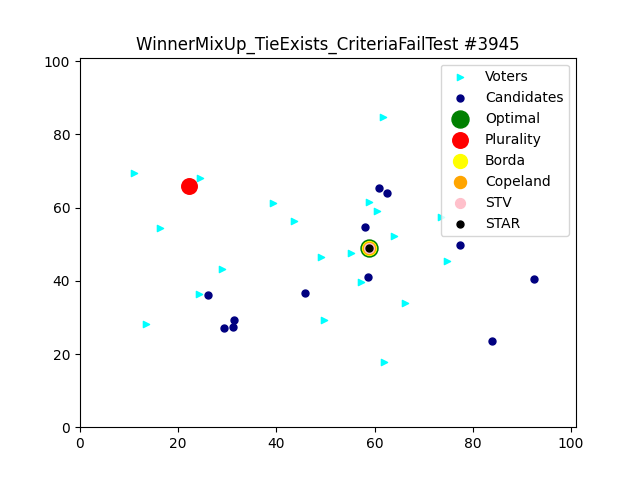 WinnerMixUp_TieExists_CriteriaFailTest #3945
100
80
60
40
20
0
0
20
40
60
80
100
Voters
Candidates
Optimal
Plurality
Borda
Copeland
STV
STAR